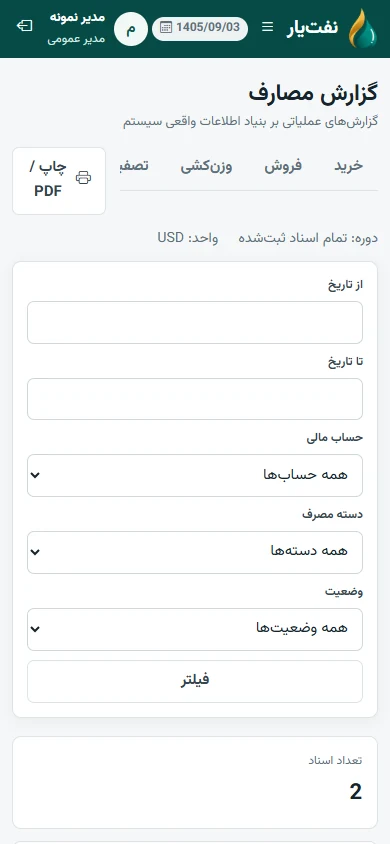 نفت‌یار
1405/09/03
م
مدیر نمونه
مدیر عمومی
گزارش مصارف
گزارش‌های عملیاتی بر بنیاد اطلاعات واقعی سیستم
خرید
فروش
وزن‌کشی
تصفی
چاپ /
PDF
دوره: تمام اسناد ثبت‌شده
واحد: USD
از تاریخ
تا تاریخ
حساب مالی
همه حساب‌ها
دسته مصرف
همه دسته‌ها
وضعیت
همه وضعیت‌ها
فیلتر
تعداد اسناد
2